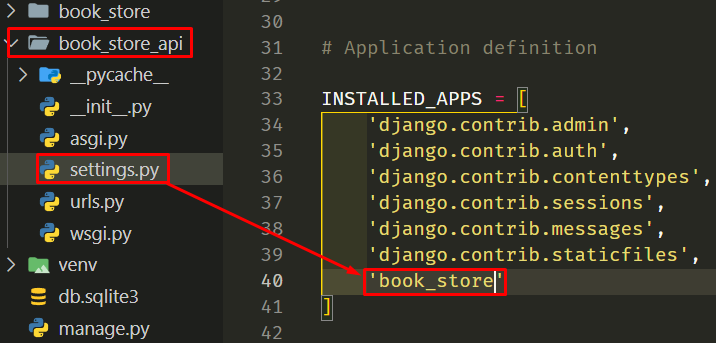 book_store
book_store_api
__pycache__
__init__.py
asgi.py
settings.py
urls.py
wsgi.py
venv
db.sqlite3
manage.py
30
31 # Application definition
32
33 INSTALLED_APPS = [
34 'django.contrib.admin',
35 'django.contrib.auth',
36 'django.contrib.contenttypes',
37 'django.contrib.sessions',
38 'django.contrib.messages',
39 'django.contrib.staticfiles',
40 'book_store'
41 ]
42